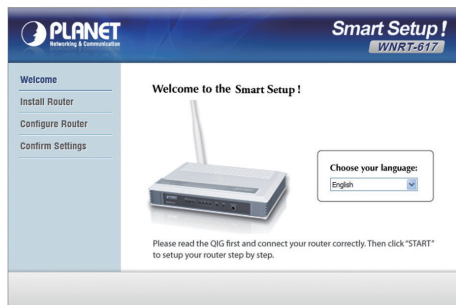 PLANET
Networking & Communication
Smart Setup !
WNRT-617
Welcome
Install Router
Configure Router
Confirm Settings
Welcome to the Smart Setup !
Choose your language:
English
Please read the QIG first and connect your router correctly. Then click "START"
to setup your router step by step.